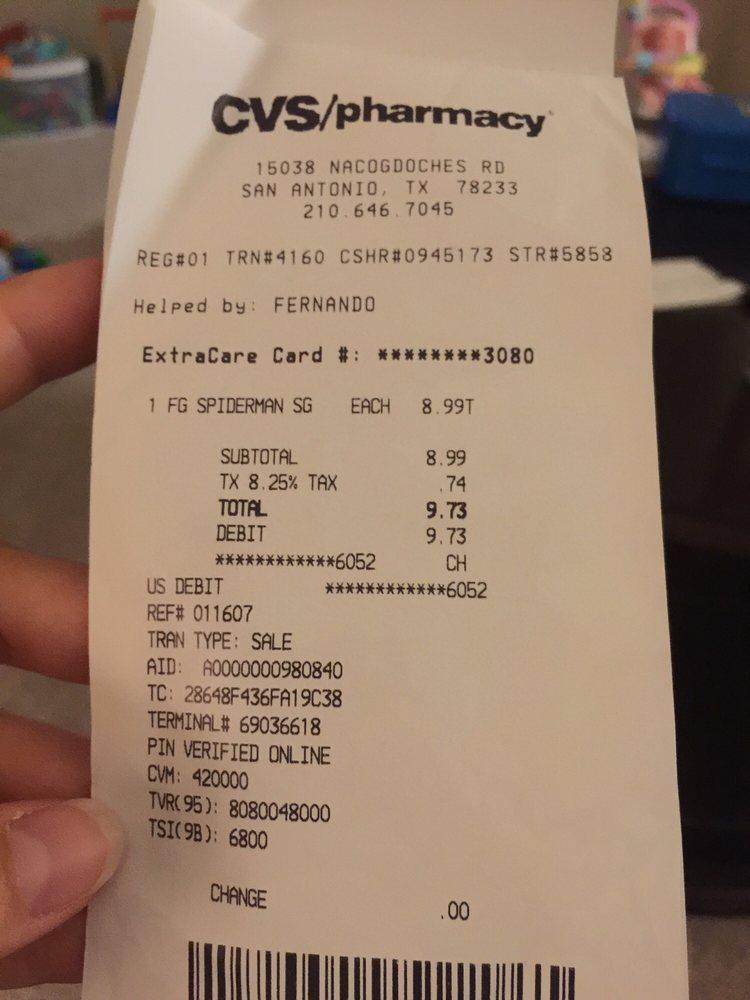 CVS/pharmacy
15038 NACOGDOCHES RD
SAN ANTONIO, TX 78233
210.646.7045
REG#01 TRN#4160 CSHR#0945173 STR#5858
Helped by: FERNANDO
ExtraCare Card #: ********3080
1 FG SPIDERMAN SG EACH 8.99T
SUBTOTAL 8.99
TX 8.25% TAX .74
TOTAL 9.73
DEBIT 9.73
************6052 CH
US DEBIT ************6052
REF# 011607
TRAN TYPE: SALE
AID: A0000000980840
TC: 28648F436FA19C38
TERMINAL# 69036618
PIN VERIFIED ONLINE
CVM: 420000
TVR(95): 8080048000
TSI(9B): 6800
CHANGE .00